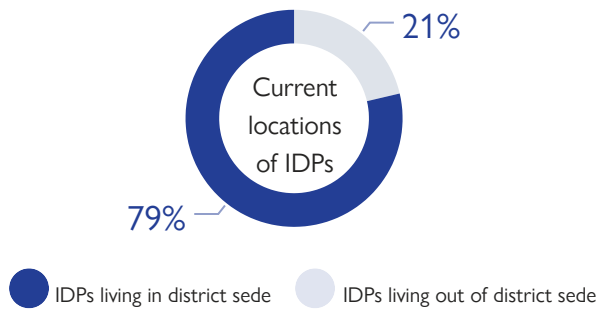 21%
Current
locations
of IDPs
79%
IDPs living in district sede
IDPs living out of district sede